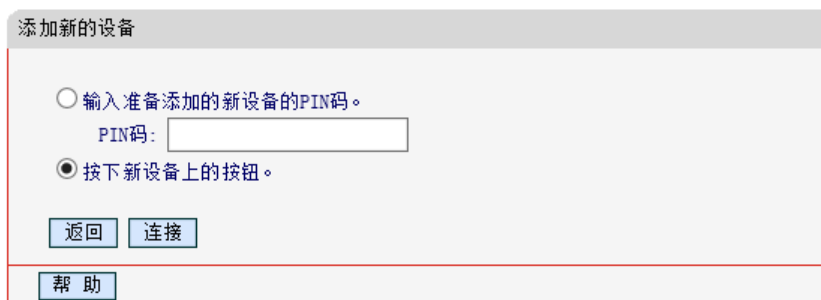 添加新的设备
输入准备添加的新设备的PIN码。
PIN码:
按下新设备上的按钮。
返回 连接
帮 助